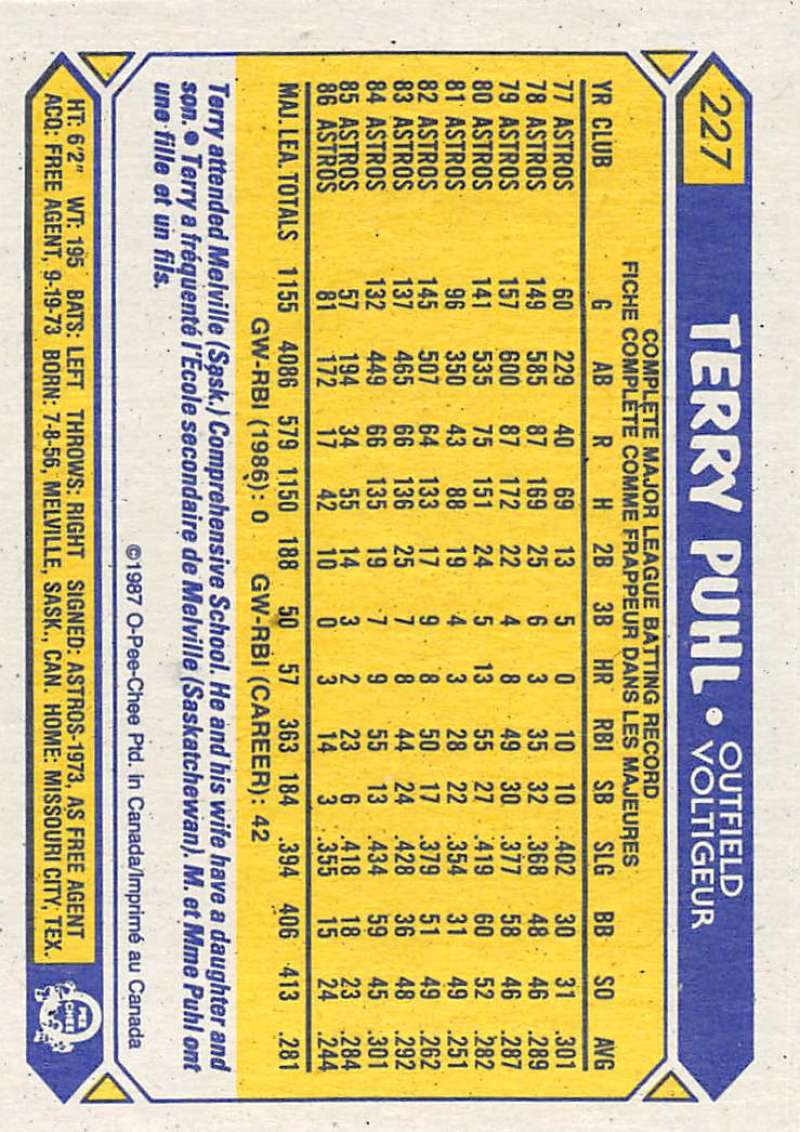 227
TERRY PUHL • OUTFIELD
VOLTIGEUR
COMPLETE MAJOR LEAGUE BATTING RECORD
FICHE COMPLÈTE COMME FRAPPEUR DANS LES MAJEURES
YR CLUB G AB R H 2B 3B HR RBI SB SLG BB SO AVG
77 ASTROS 60 229 40 69 13 5 0 10 10 .402 30 31 .301
78 ASTROS 149 585 87 169 25 6 3 35 32 .368 48 46 .289
79 ASTROS 157 600 87 172 22 4 8 49 30 .377 58 46 .287
80 ASTROS 141 535 75 151 24 5 13 55 27 .419 60 52 .282
81 ASTROS 96 350 43 88 19 4 3 28 22 .354 31 49 .251
82 ASTROS 145 507 64 133 17 9 8 50 17 .379 51 49 .262
83 ASTROS 137 465 66 136 25 7 8 44 24 .428 36 48 .292
84 ASTROS 132 449 66 135 19 7 9 55 13 .434 59 45 .301
85 ASTROS 57 194 34 55 14 3 2 23 6 .418 18 23 .284
86 ASTROS 81 172 17 42 10 0 3 14 3 .355 15 24 .244
MAJ. LEA. TOTALS 1155 4086 579 1150 188 50 57 363 184 .394 406 413 .281
GW-RBI (1986): 0 GW-RBI (CAREER): 42
Terry attended Melville (Sask.) Comprehensive School. He and his wife have a daughter and
son. • Terry a fréquenté l'Ecole secondaire de Melville (Saskatchewan). M. et Mme Puhl ont
une fille et un fils.
©1987 O-Pee-Chee Ptd. in Canada/Imprimé au Canada
HT: 6'2" WT: 195 BATS: LEFT THROWS: RIGHT SIGNED: ASTROS-1973, AS FREE AGENT
ACQ: FREE AGENT, 9-19-73 BORN: 7-8-56, MELVILLE, SASK., CAN. HOME: MISSOURI CITY, TEX.
O
PEE
CHEE